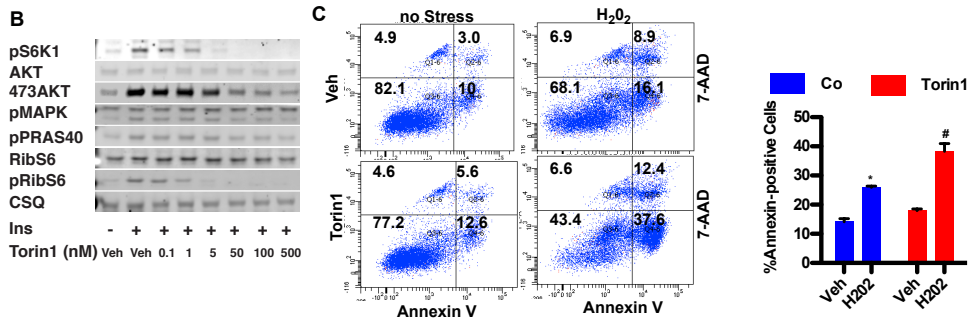 B
pS6K1
AKT
473AKT
pMAPK
pPRAS40
RibS6
pRibS6
CSQ
Ins - + + + + + + +
Torin1 (nM) Veh Veh 0.1 1 5 50 100 500
C
no Stress H₂0₂
Veh
4.9 3.0
82.1 10
6.9 8.9
68.1 16.1
7-AAD
Torin1
4.6 5.6
77.2 12.6
6.6 12.4
43.4 37.6
7-AAD
Annexin V Annexin V
Co Torin1
%Annexin-positive Cells
50
40
30
20
10
0
* #
Veh H202 Veh H202